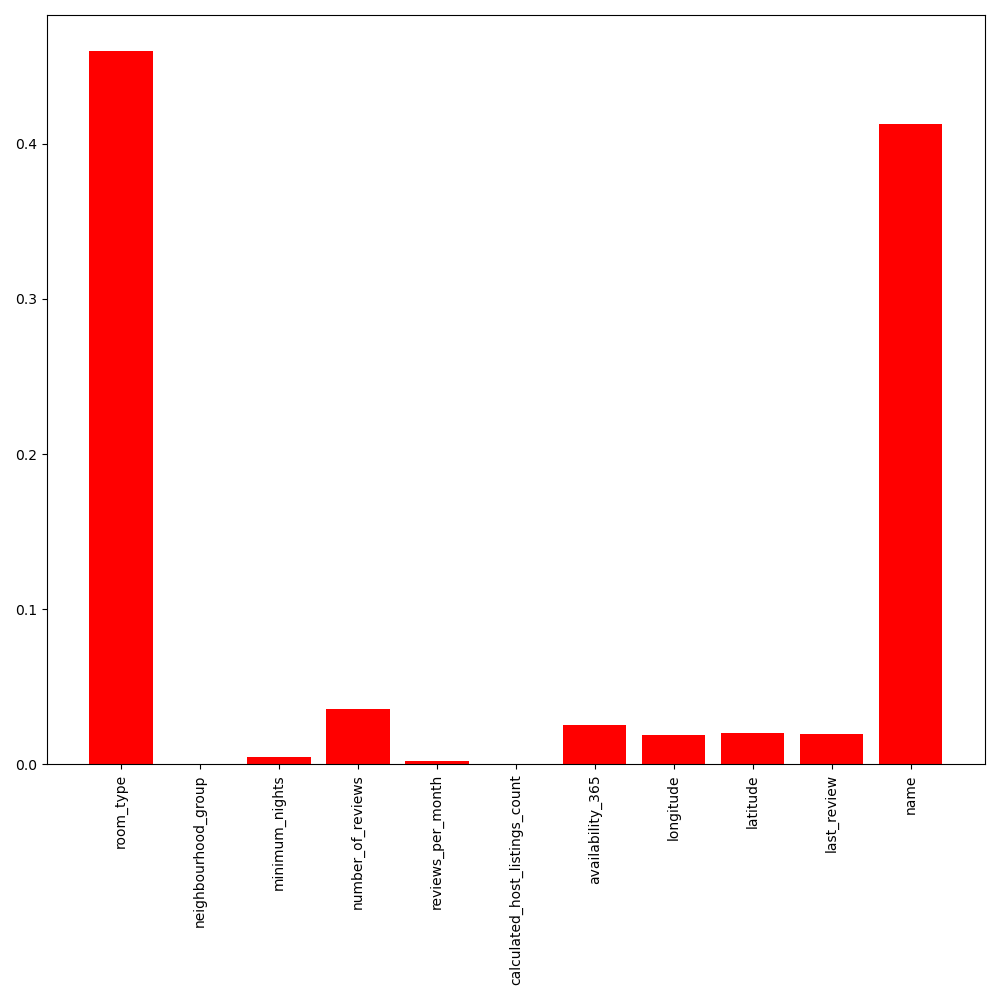 0.4
0.3
0.2
0.1
0.0
room_type
neighbourhood_group
minimum_nights
number_of_reviews
reviews_per_month
calculated_host_listings_count
availability_365
longitude
latitude
last_review
name